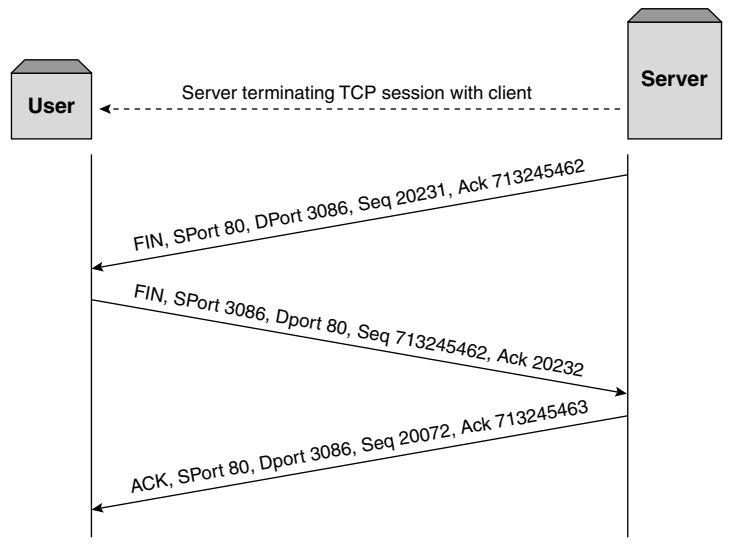 Server
User
Server terminating TCP session with client
FIN, SPort 80, DPort 3086, Seq 20231, Ack 713245462
FIN, SPort 3086, Dport 80, Seq 713245462, Ack 20232
ACK, SPort 80, Dport 3086, Seq 20072, Ack 713245463